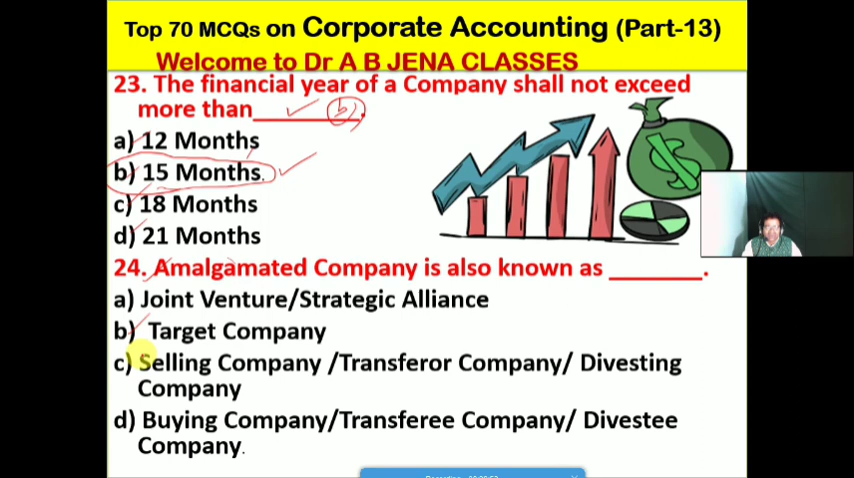 Top 70 MCQs on Corporate Accounting (Part-13)
Welcome to Dr A B JENA CLASSES
23. The financial year of a Company shall not exceed
more than________. b)
a) 12 Months
b) 15 Months.
c) 18 Months
d) 21 Months
24. Amalgamated Company is also known as _______.
a) Joint Venture/Strategic Alliance
b) Target Company
c) Selling Company /Transferor Company/ Divesting
Company
d) Buying Company/Transferee Company/ Divestee
Company.